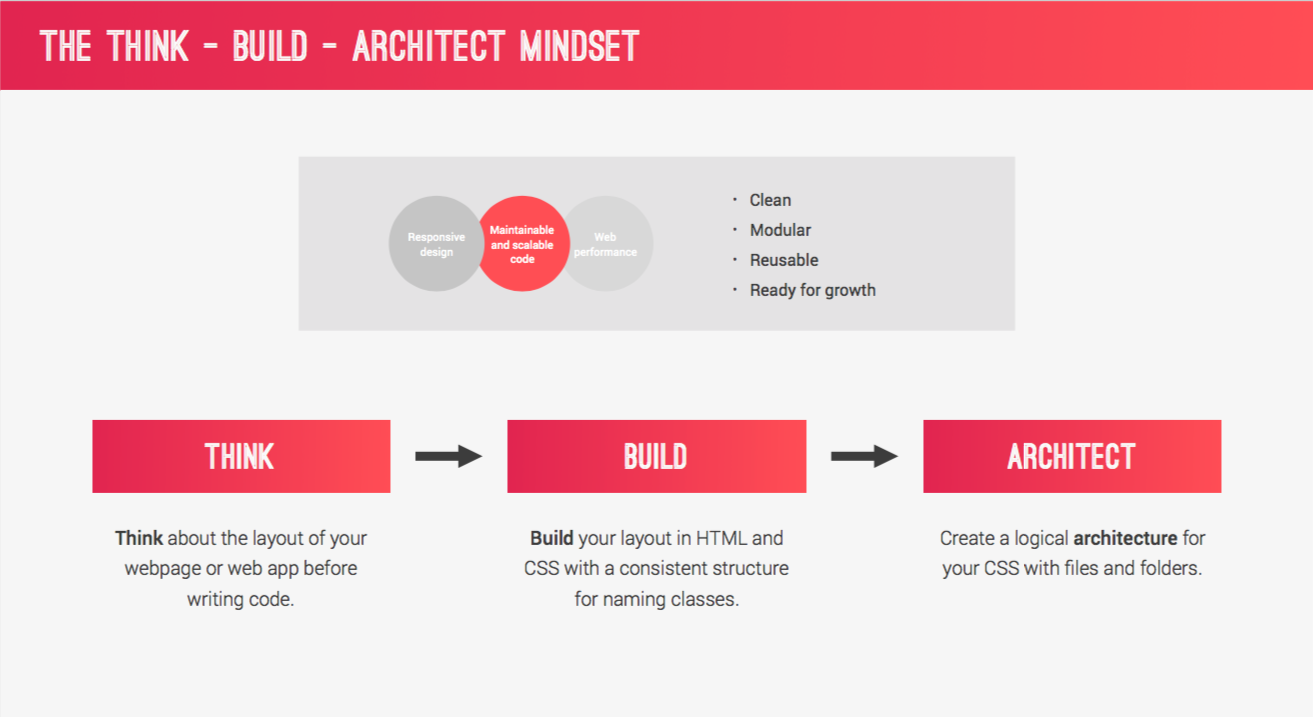 THE THINK – BUILD – ARCHITECT MINDSET
Responsive
design
Maintainable
and scalable
code
Web
performance
· Clean
· Modular
· Reusable
· Ready for growth
THINK
BUILD
ARCHITECT
Think about the layout of your
webpage or web app before
writing code.
Build your layout in HTML and
CSS with a consistent structure
for naming classes.
Create a logical architecture for
your CSS with files and folders.